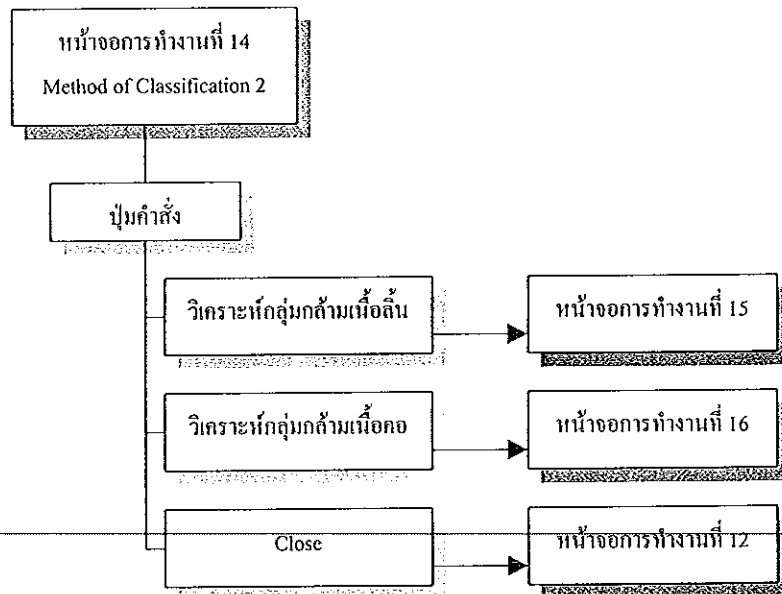 หน้าจอการทำงานที่ 14
Method of Classification 2
ปุ่มคำสั่ง
วิเคราะห์กลุ่มกล้ามเนื้อลิ้น
หน้าจอการทำงานที่ 15
วิเคราะห์กลุ่มกล้ามเนื้อคอ
หน้าจอการทำงานที่ 16
Close
หน้าจอการทำงานที่ 12